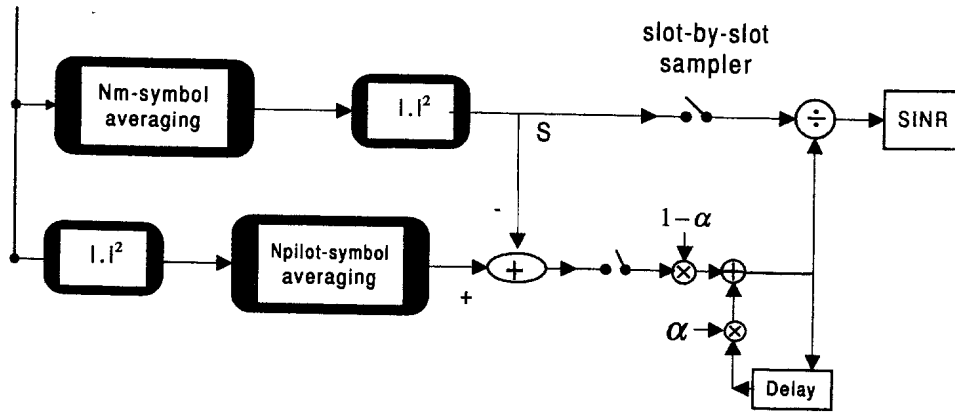 slot-by-slot
sampler
Nm-symbol
averaging
|.|²
S
÷
SINR
-
|.|²
Npilot-symbol
averaging
+
+
1-α
×
+
α
×
Delay